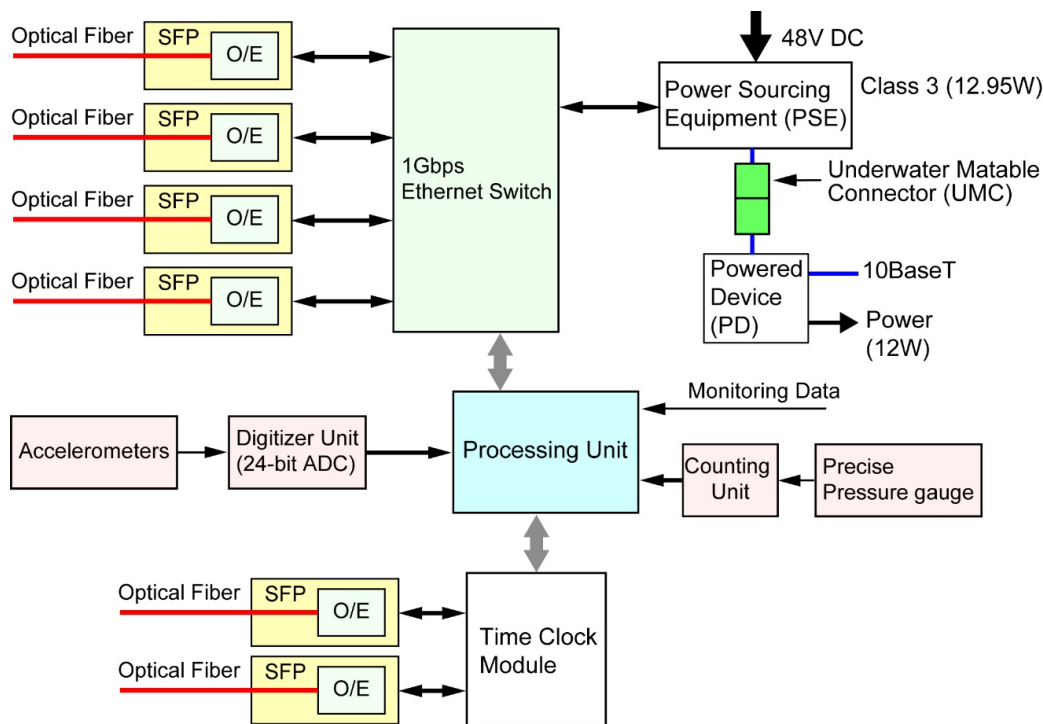 Optical Fiber
SFP
O/E
Optical Fiber
SFP
O/E
Optical Fiber
SFP
O/E
Optical Fiber
SFP
O/E
1Gbps
Ethernet Switch
48V DC
Power Sourcing
Equipment (PSE)
Class 3 (12.95W)
Underwater Matable
Connector (UMC)
Powered
Device
(PD)
10BaseT
Power
(12W)
Accelerometers
Digitizer Unit
(24-bit ADC)
Processing Unit
Monitoring Data
Counting
Unit
Precise
Pressure gauge
Optical Fiber
SFP
O/E
Optical Fiber
SFP
O/E
Time Clock
Module